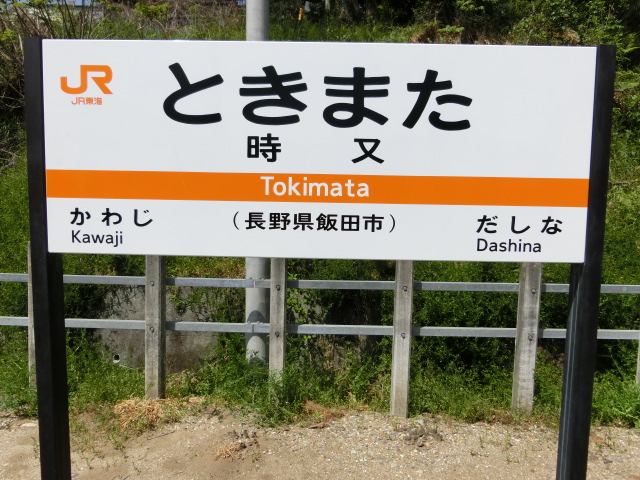 JR
JR東海
ときまた
時又
Tokimata
かわじ
Kawaji
(長野県飯田市)
だしな
Dashina